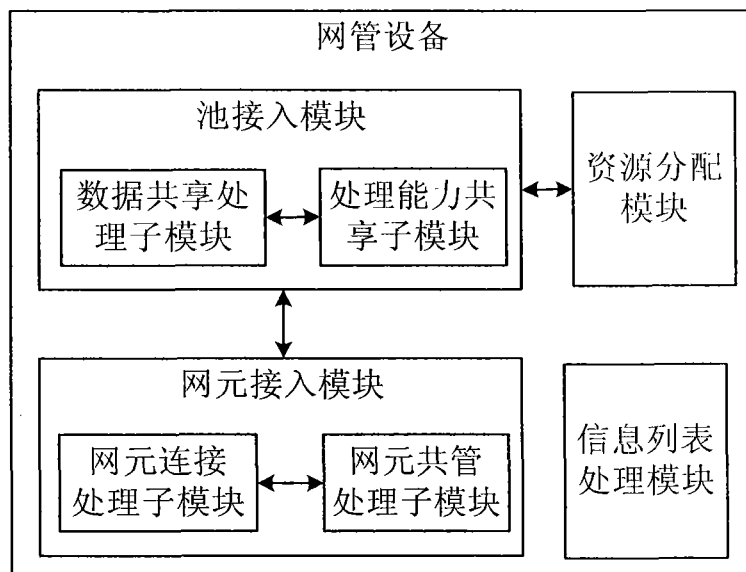 网管设备
池接入模块
数据共享处
理子模块
处理能力共
享子模块
资源分配
模块
网元接入模块
网元连接
处理子模块
网元共管
处理子模块
信息列表
处理模块